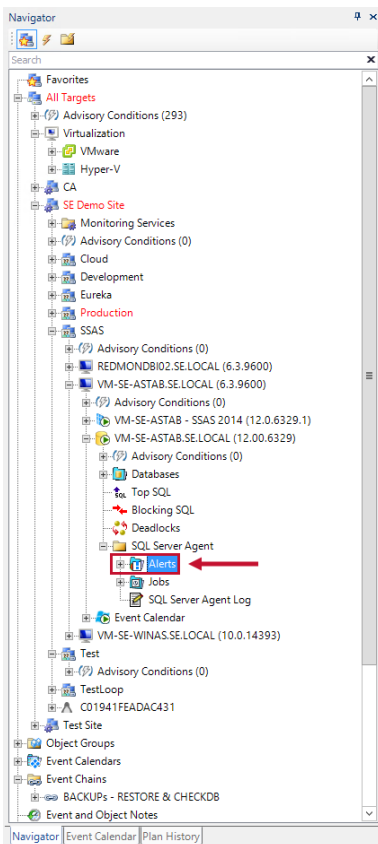 Navigator
Search
Favorites
All Targets
Advisory Conditions (293)
Virtualization
VMware
Hyper-V
CA
SE Demo Site
Monitoring Services
Advisory Conditions (0)
Cloud
Development
Eureka
Production
SSAS
Advisory Conditions (0)
REDMONDBI02.SE.LOCAL (6.3.9600)
VM-SE-ASTAB.SE.LOCAL (6.3.9600)
Advisory Conditions (0)
VM-SE-ASTAB - SSAS 2014 (12.0.6329.1)
VM-SE-ASTAB.SE.LOCAL (12.00.6329)
Advisory Conditions (0)
Databases
Top SQL
Blocking SQL
Deadlocks
SQL Server Agent
Alerts
Jobs
SQL Server Agent Log
Event Calendar
VM-SE-WINAS.SE.LOCAL (10.0.14393)
Test
Advisory Conditions (0)
TestLoop
C01941FEADAC431
Test Site
Object Groups
Event Calendars
Event Chains
BACKUPs - RESTORE & CHECKDB
Event and Object Notes
Navigator Event Calendar Plan History